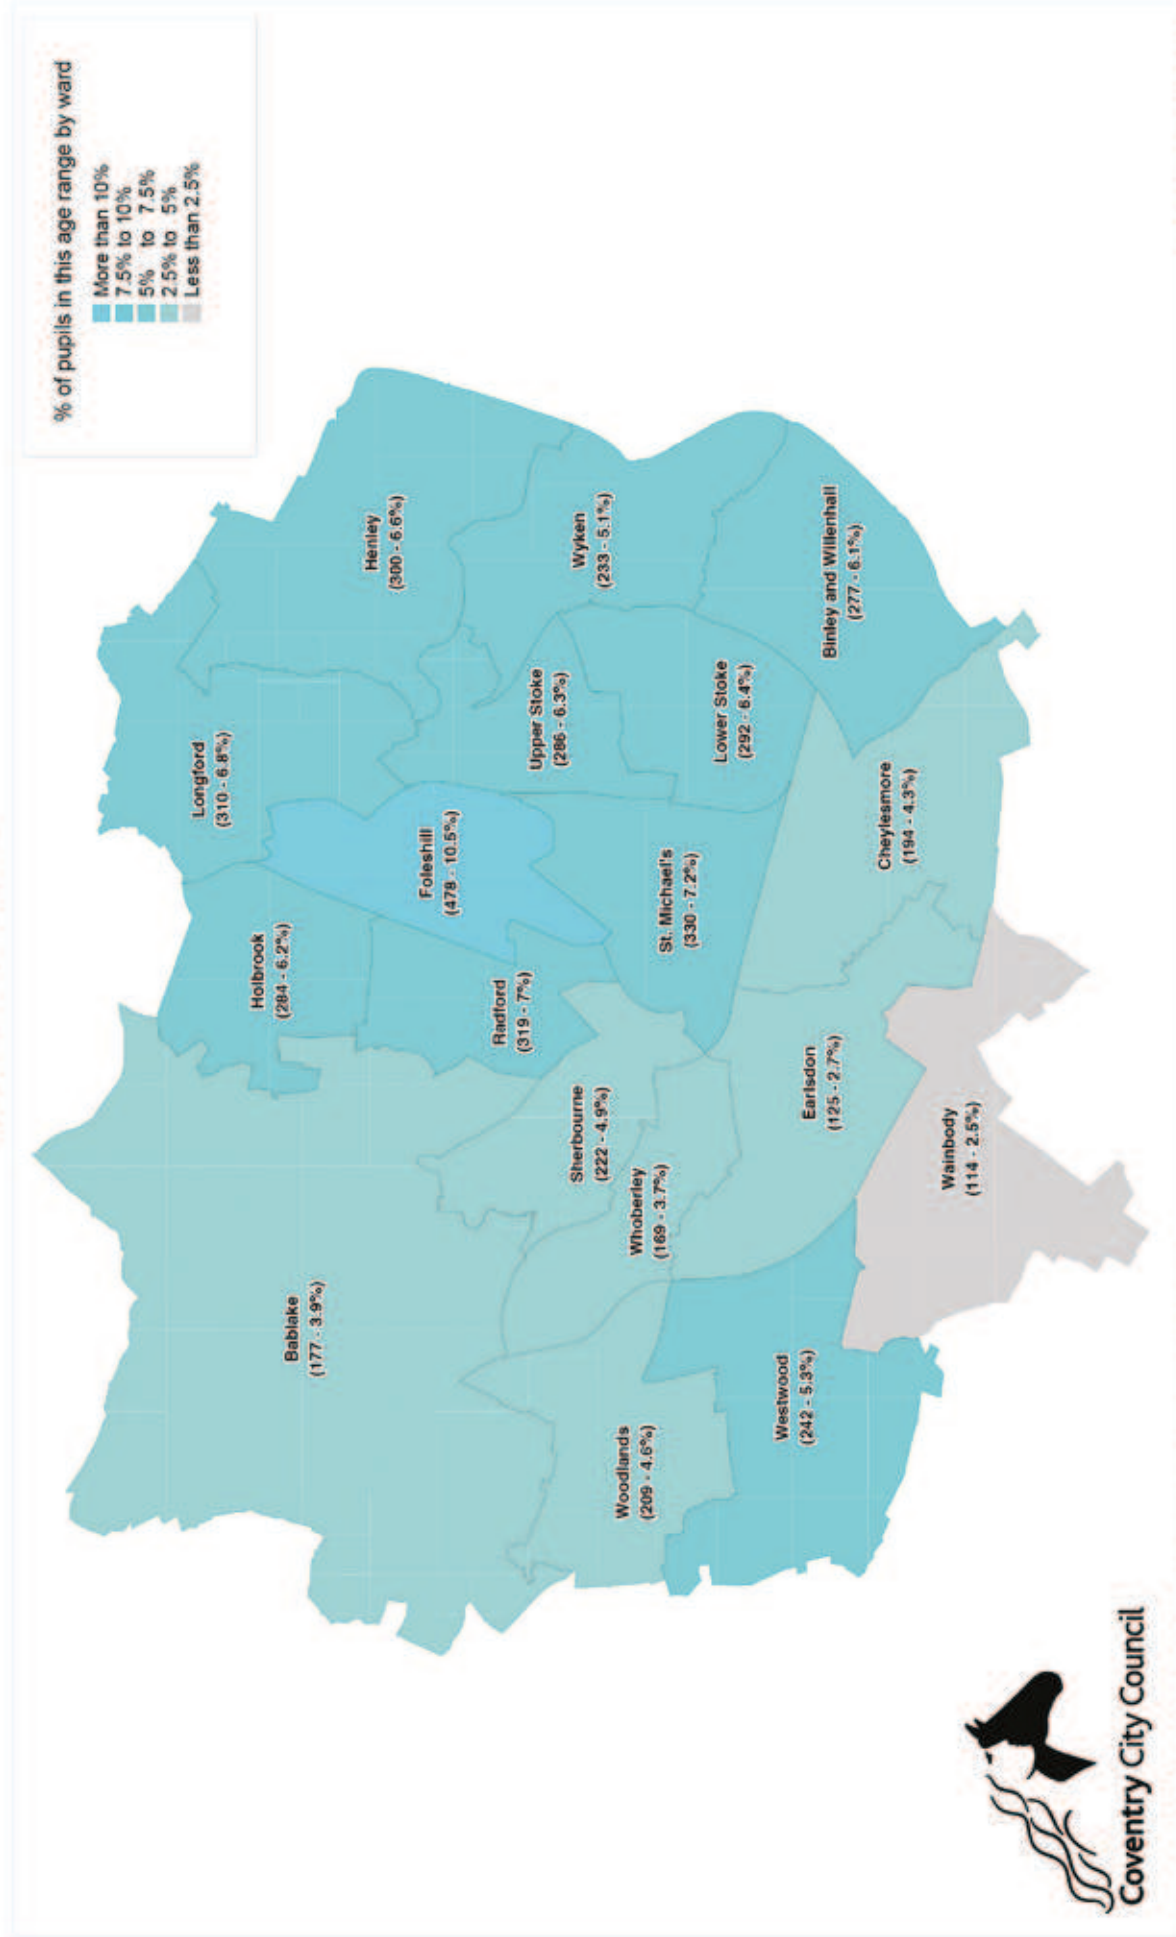 % of pupils in this age range by ward
More than 10%
7.5% to 10%
5% to 7.5%
2.5% to 5%
Less than 2.5%
Longford
(310 - 6.8%)
Holbrook
(284 - 6.2%)
Bablake
(177 - 3.9%)
Henley
(300 - 6.6%)
Foleshill
(478 - 10.5%)
Radford
(319 - 7%)
Upper Stoke
(286 - 6.3%)
Wyken
(233 - 5.1%)
Sherbourne
(222 - 4.9%)
Whoberley
(169 - 3.7%)
Woodlands
(209 - 4.6%)
St. Michael's
(330 - 7.2%)
Lower Stoke
(292 - 6.4%)
Westwood
(242 - 5.3%)
Earlsdon
(125 - 2.7%)
Binley and Willenhall
(277 - 6.1%)
Cheylesmore
(194 - 4.3%)
Wainbody
(114 - 2.5%)
Coventry City Council